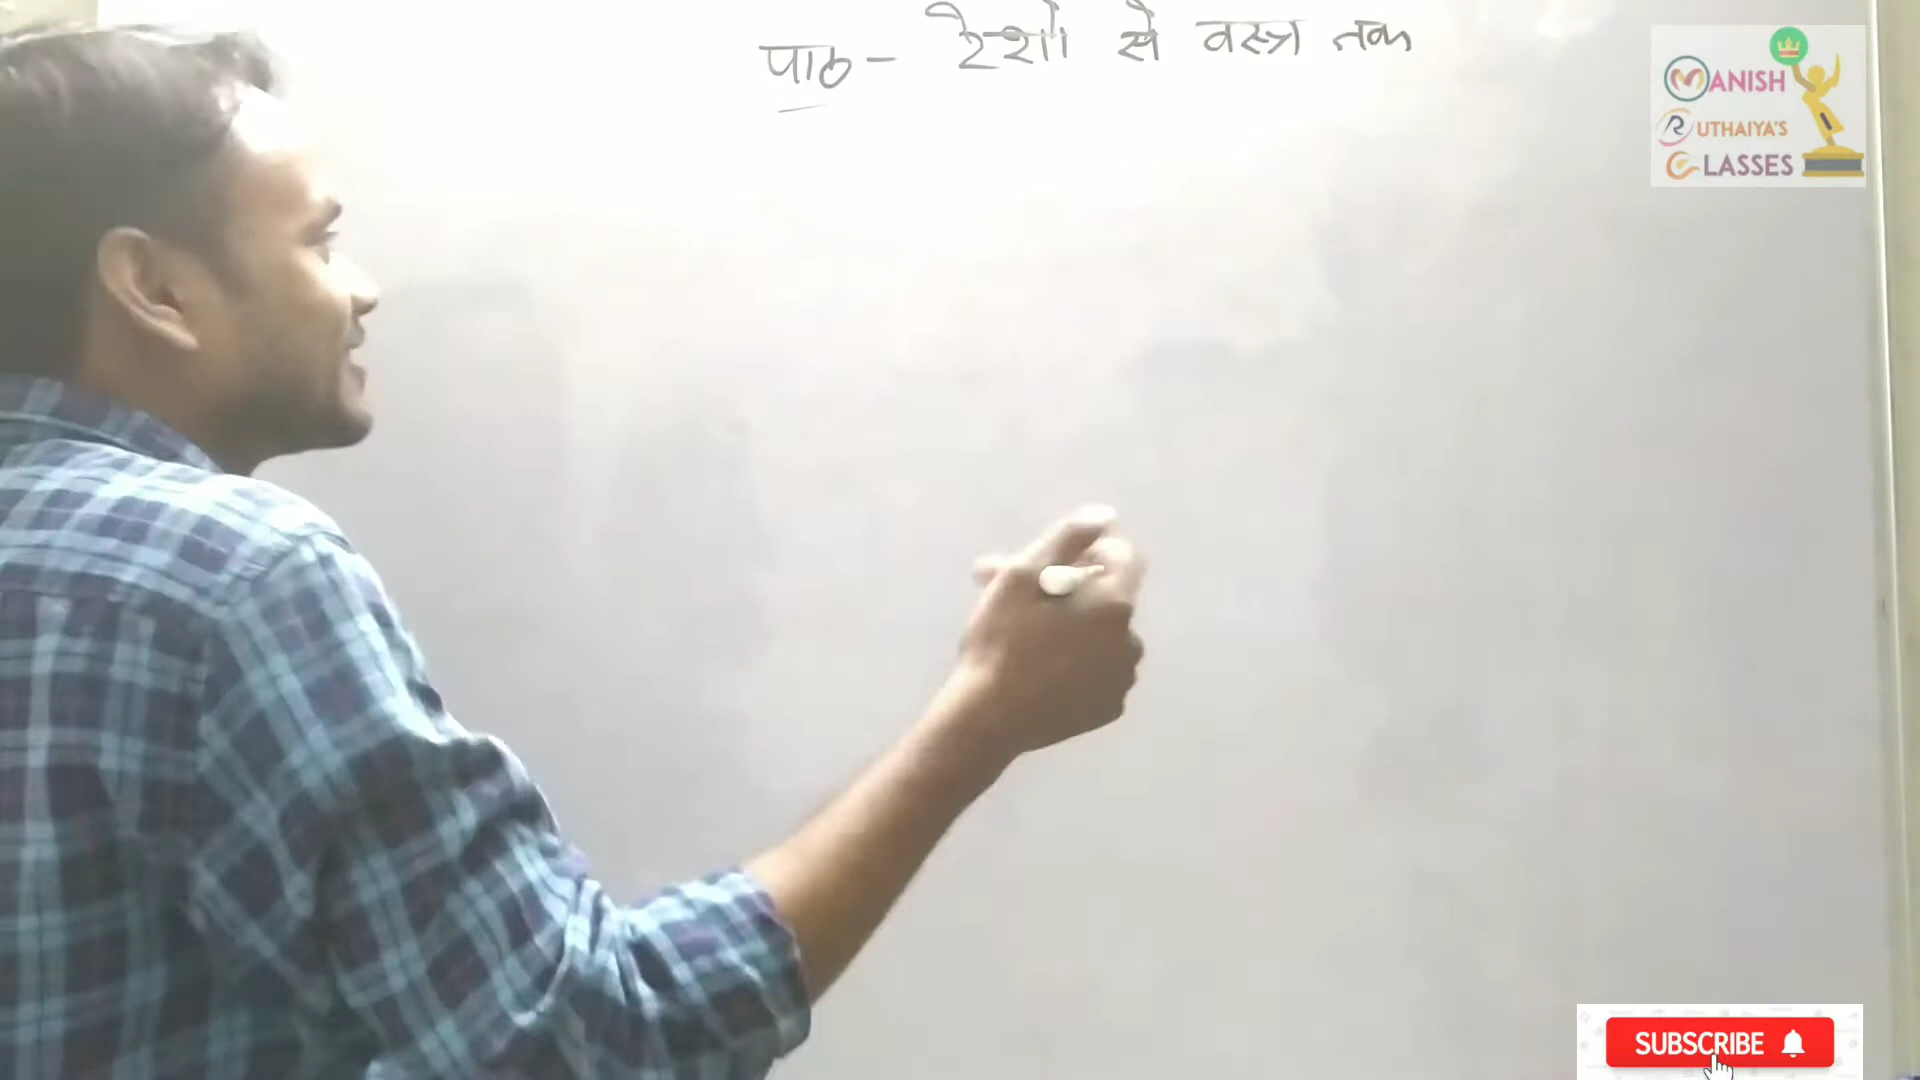 पाठ - रेशों से वस्त्र तक
MANISH
RUTHAIYA'S
CLASSES
SUBSCRIBE